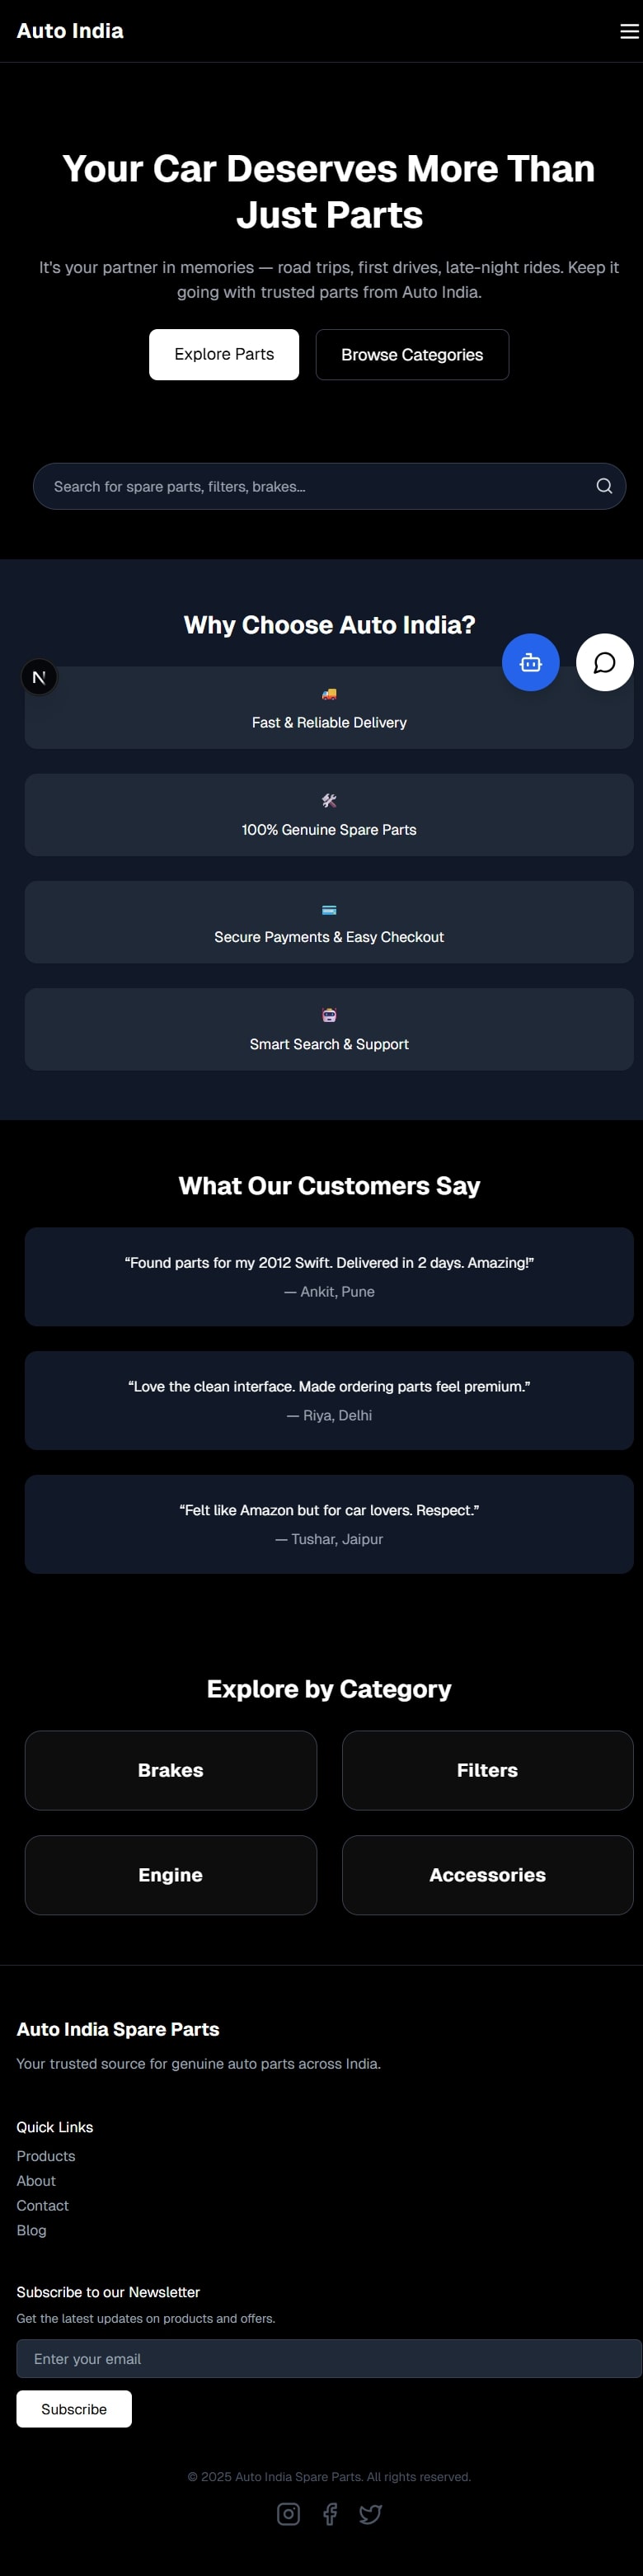 Auto India
Your Car Deserves More Than
Just Parts
It's your partner in memories — road trips, first drives, late-night rides. Keep it
going with trusted parts from Auto India.
Explore Parts
Browse Categories
Search for spare parts, filters, brakes...
Why Choose Auto India?
N
Fast & Reliable Delivery
100% Genuine Spare Parts
Secure Payments & Easy Checkout
Smart Search & Support
What Our Customers Say
“Found parts for my 2012 Swift. Delivered in 2 days. Amazing!”
— Ankit, Pune
“Love the clean interface. Made ordering parts feel premium.”
— Riya, Delhi
“Felt like Amazon but for car lovers. Respect.”
— Tushar, Jaipur
Explore by Category
Brakes
Filters
Engine
Accessories
Auto India Spare Parts
Your trusted source for genuine auto parts across India.
Quick Links
Products
About
Contact
Blog
Subscribe to our Newsletter
Get the latest updates on products and offers.
Enter your email
Subscribe
© 2025 Auto India Spare Parts. All rights reserved.